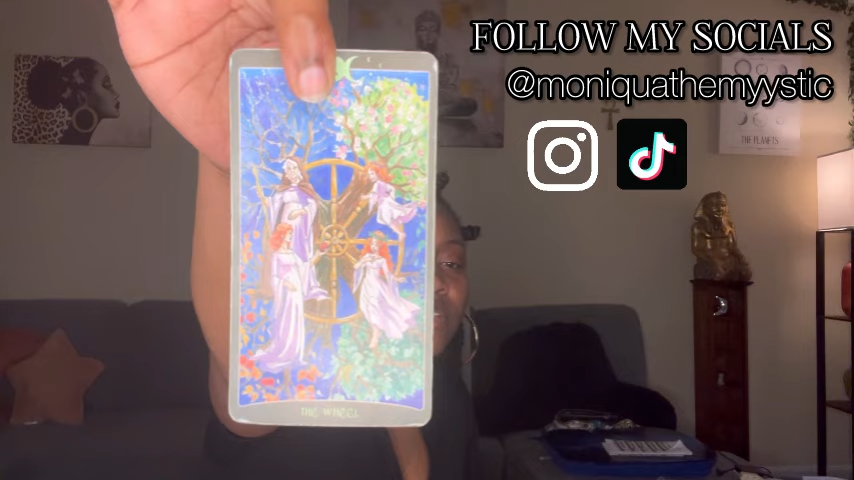 FOLLOW MY SOCIALS
@moniquathemyystic
THE PLANETS
THE WHEEL